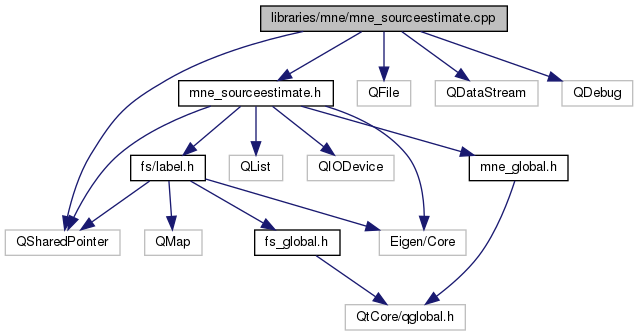 libraries/mne/mne_sourceestimate.cpp
mne_sourceestimate.h
QFile
QDataStream
QDebug
fs/label.h
QList
QIODevice
mne_global.h
QSharedPointer
QMap
fs_global.h
Eigen/Core
QtCore/qglobal.h